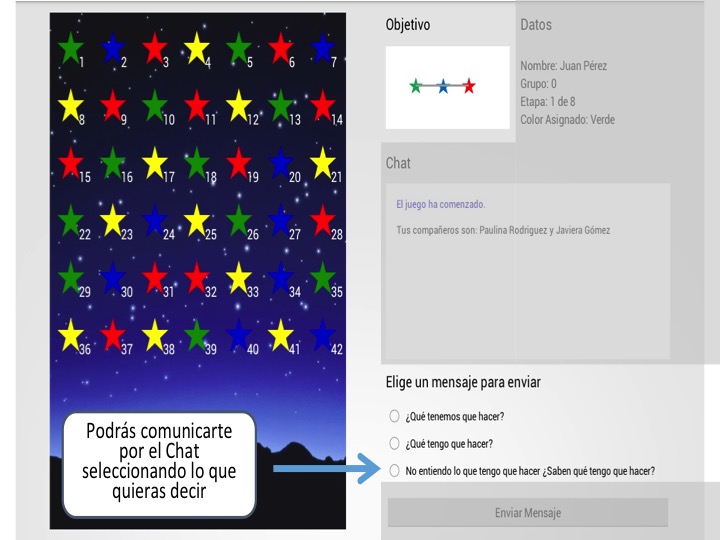 1 2 3 4 5 6 7
8 9 10 11 12 13 14
15 16 17 18 19 20 21
22 23 24 25 26 27 28
29 30 31 32 33 34 35
36 37 38 39 40 41 42
Podrás comunicarte
por el Chat
seleccionando lo que
quieras decir
Objetivo
Datos
Nombre: Juan Pérez
Grupo: 0
Etapa: 1 de 8
Color Asignado: Verde
Chat
El juego ha comenzado.
Tus compañeros son: Paulina Rodriguez y Javiera Gómez
Elige un mensaje para enviar
¿Qué tenemos que hacer?
¿Qué tengo que hacer?
No entiendo lo que tengo que hacer ¿Saben qué tengo que hacer?
Enviar Mensaje